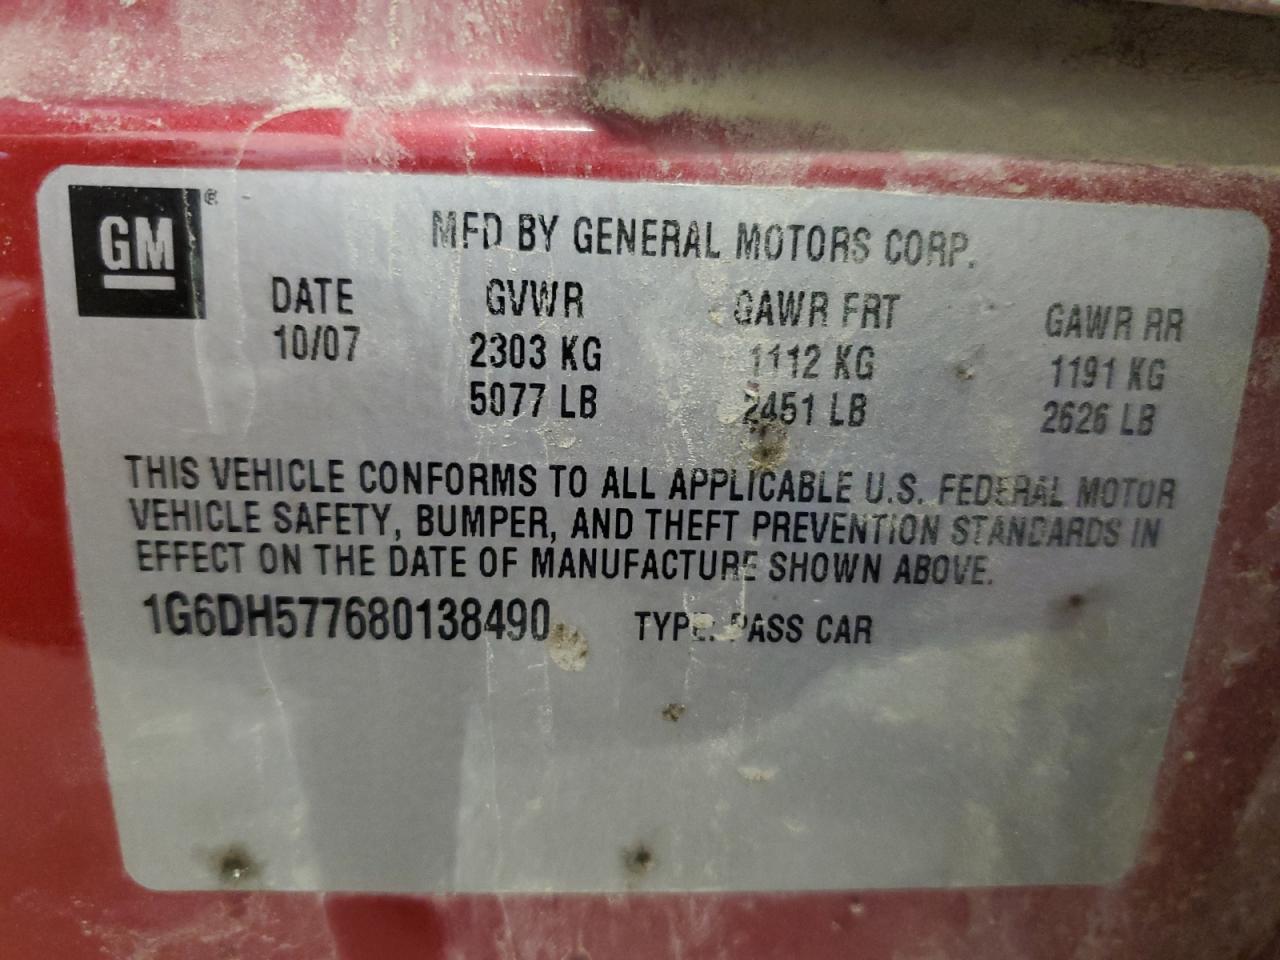 GM ®
MFD BY GENERAL MOTORS CORP.
DATE GVWR GAWR FRT GAWR RR
10/07 2303 KG 1112 KG 1191 KG
5077 LB 2451 LB 2626 LB
THIS VEHICLE CONFORMS TO ALL APPLICABLE U.S. FEDERAL MOTOR
VEHICLE SAFETY, BUMPER, AND THEFT PREVENTION STANDARDS IN
EFFECT ON THE DATE OF MANUFACTURE SHOWN ABOVE.
1G6DH577680138490 TYPE: PASS CAR